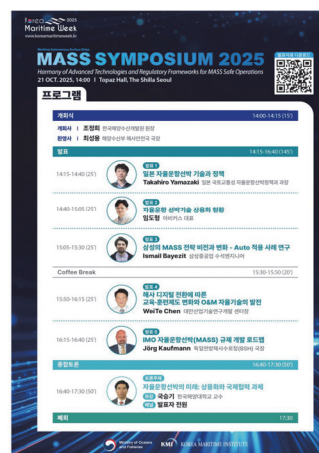 Korea 2025
Maritime Week
www.koreamaritimeweek.kr
Maritime Autonomous Surface Ships
MASS SYMPOSIUM 2025
Harmony of Advanced Technologies and Regulatory Frameworks for MASS Safe Operations
21 OCT. 2025, 14:00 | Topaz Hall, The Shilla Seoul
발표자료 다운로드
프로그램
개회식 14:00-14:15 (15')
개회사 | 조정희 한국해양수산개발원 원장
환영사 | 최성용 해양수산부 해사안전국 국장
발표 14:15-16:40 (145')
14:15-14:40 (25')
발표 1
일본 자율운항선박 기술과 정책
Takahiro Yamazaki 일본 국토교통성 자율운항선박정책과 과장
14:40-15:05 (25')
발표 2
자율운항 선박기술 상용화 현황
임도형 아비커스 대표
15:05-15:30 (25')
발표 3
삼성의 MASS 전략 비전과 변화 - Auto 적용 사례 연구
Ismail Bayezit 삼성중공업 수석엔지니어
Coffee Break 15:30-15:50 (20')
15:50-16:15 (25')
발표 4
해사 디지털 전환에 따른
교육·훈련제도 변화와 O&M 자율기술의 발전
WeiTe Chen 대만선업기술연구개발 센터장
16:15-16:40 (25')
발표 5
IMO 자율운항선박(MASS) 규제 개발 로드맵
Jörg Kaufmann 독일연방해사수로청(BSH) 국장
종합토론 16:40-17:30 (50')
16:40-17:30 (50')
토론주제
자율운항선박의 미래: 상용화와 국제협력 과제
좌장 국승기 한국해양대학교 교수
패널 발표자 전원
폐회 17:30
Ministry of Oceans
and Fisheries
KMI KOREA MARITIME INSTITUTE